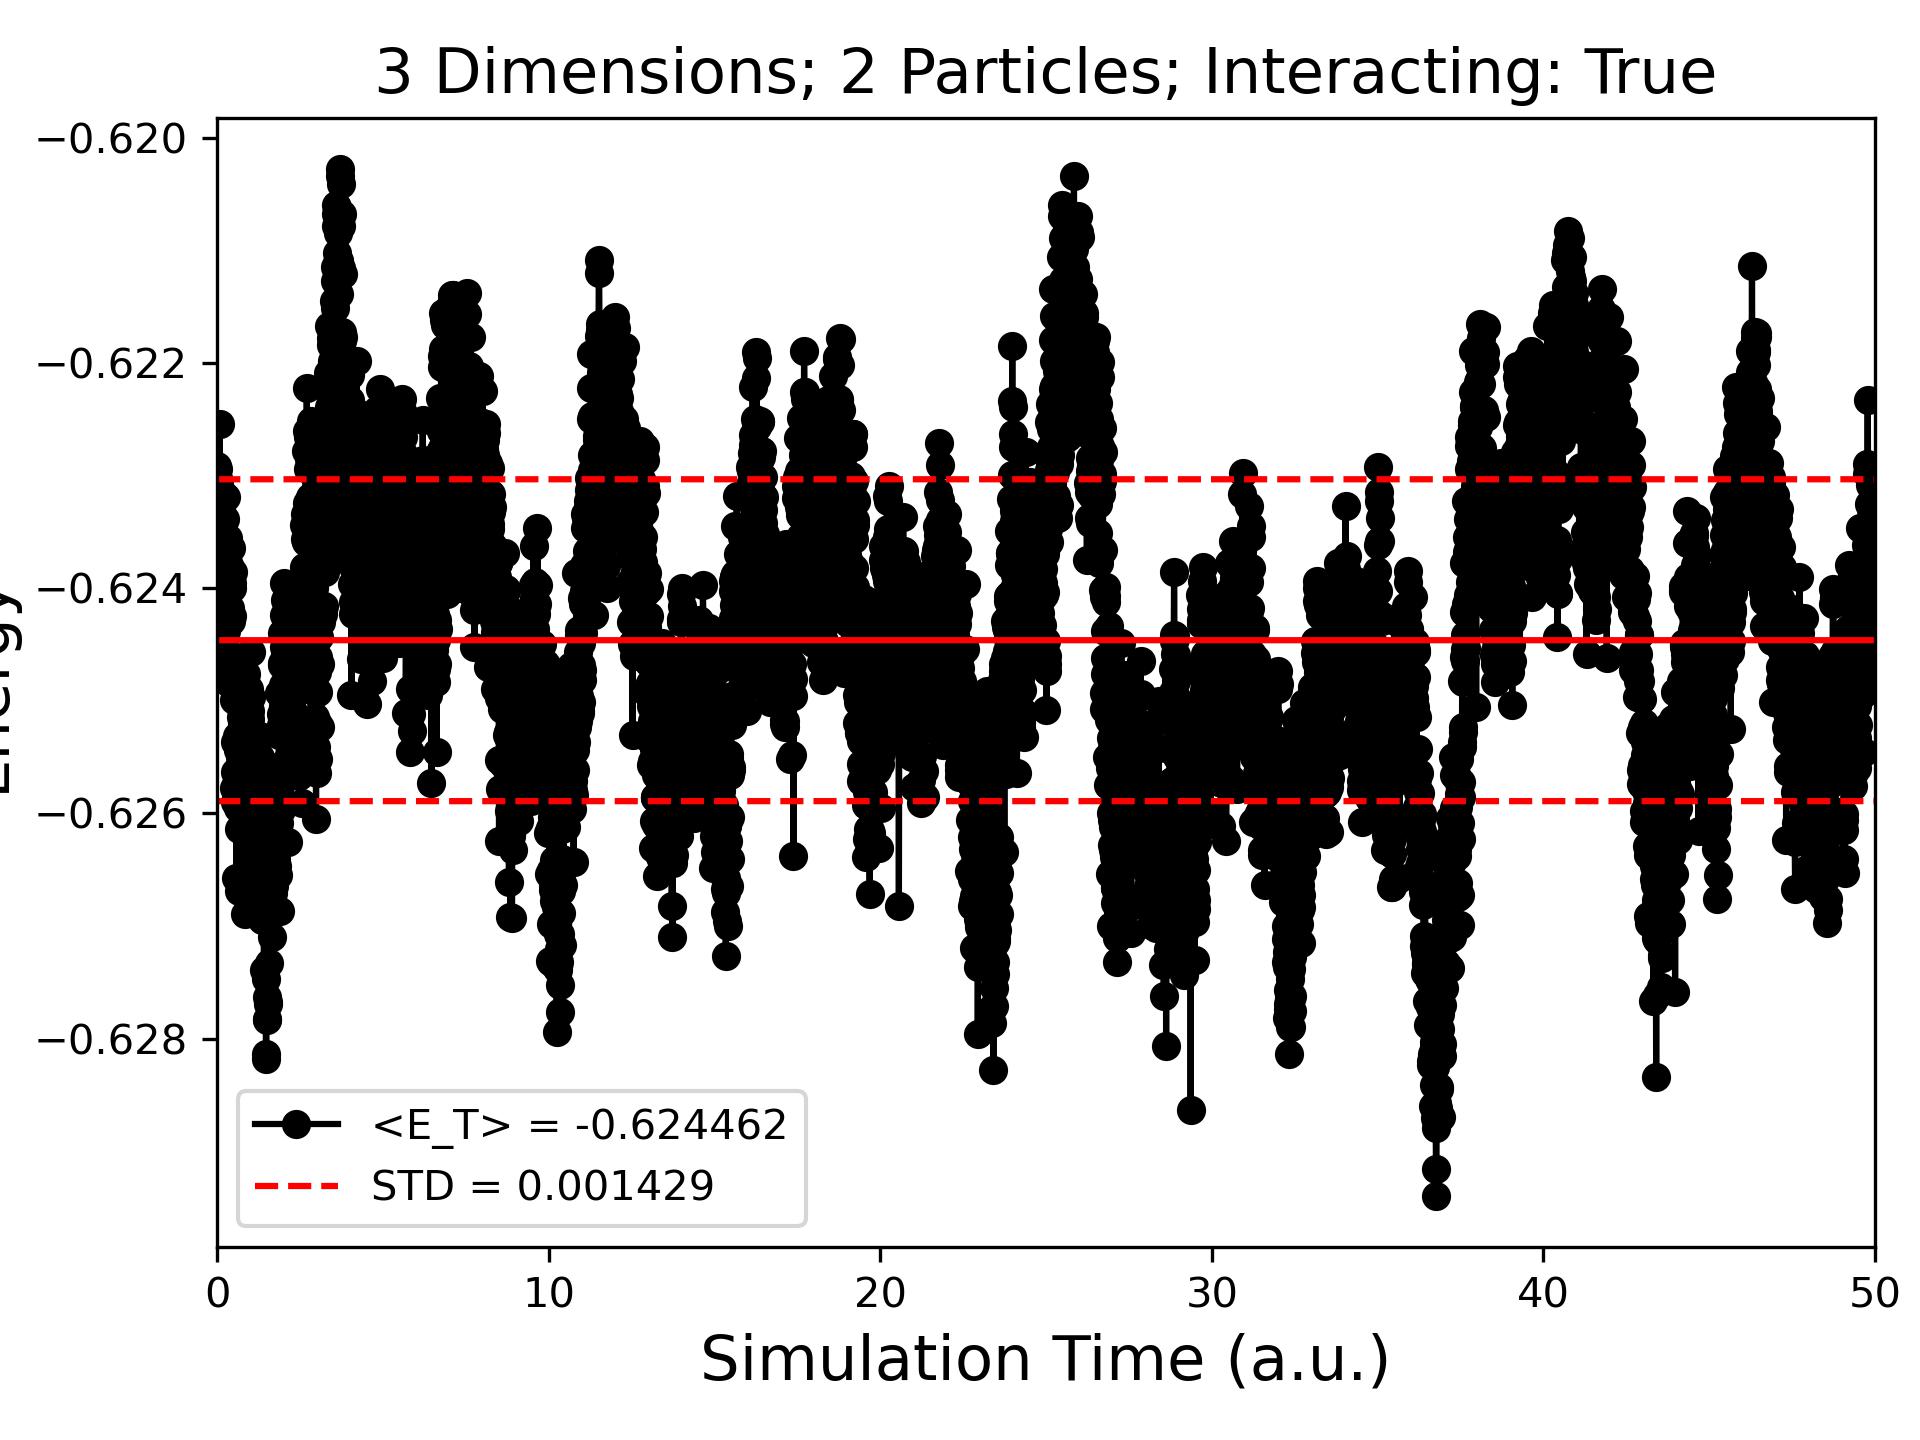 3 Dimensions; 2 Particles; Interacting: True
Energy
−0.620
−0.622
−0.624
−0.626
−0.628
<E_T> = -0.624462
STD = 0.001429
0 10 20 30 40 50
Simulation Time (a.u.)